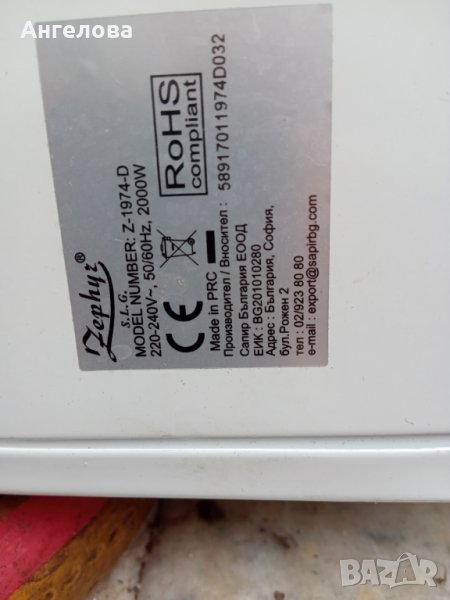 Ангелова
Zephyr®
S.L.G.
MODEL NUMBER: Z-1974-D
220-240V~, 50/60Hz, 2000W
CE
RoHS
compliant
Made in PRC
Производител / Вносител :
58917011974D032
Сапир България ЕООД
ЕИК : BG201010280
Адрес : България, София,
бул.Рожен 2
тел : 02/923 80 80
e-mail : export@sapirbg.com
BAZAR